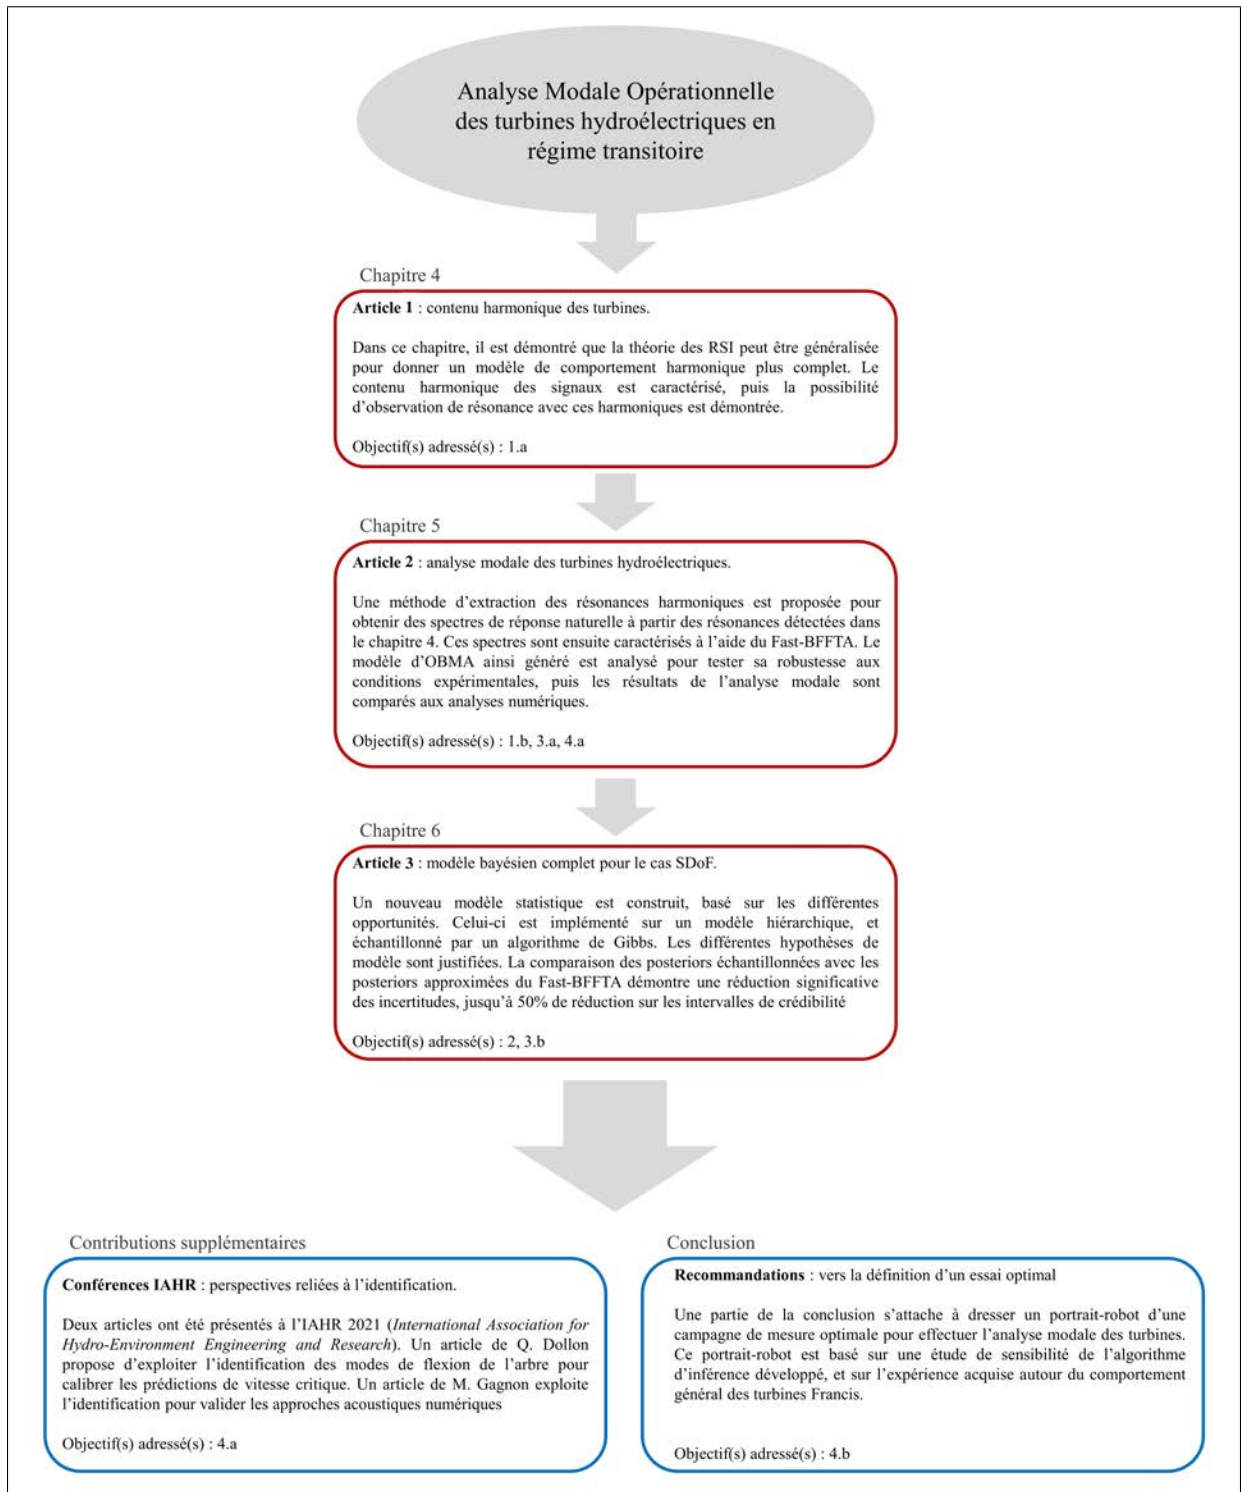 Analyse Modale Opérationnelle
des turbines hydroélectriques en
régime transitoire
Chapitre 4
Article 1 : contenu harmonique des turbines.
Dans ce chapitre, il est démontré que la théorie des RSI peut être généralisée
pour donner un modèle de comportement harmonique plus complet. Le
contenu harmonique des signaux est caractérisé, puis la possibilité
d'observation de résonance avec ces harmoniques est démontrée.
Objectif(s) adressé(s) : 1.a
Chapitre 5
Article 2 : analyse modale des turbines hydroélectriques.
Une méthode d'extraction des résonances harmoniques est proposée pour
obtenir des spectres de réponse naturelle à partir des résonances détectées dans
le chapitre 4. Ces spectres sont ensuite caractérisés à l'aide du Fast-BFFTA. Le
modèle d'OBMA ainsi généré est analysé pour tester sa robustesse aux
conditions expérimentales, puis les résultats de l'analyse modale sont
comparés aux analyses numériques.
Objectif(s) adressé(s) : 1.b, 3.a, 4.a
Chapitre 6
Article 3 : modèle bayésien complet pour le cas SDoF.
Un nouveau modèle statistique est construit, basé sur les différentes
opportunités. Celui-ci est implémenté sur un modèle hiérarchique, et
échantillonné par un algorithme de Gibbs. Les différentes hypothèses de
modèle sont justifiées. La comparaison des posteriors échantillonnées avec les
posteriors approximées du Fast-BFFTA démontre une réduction significative
des incertitudes, jusqu'à 50% de réduction sur les intervalles de crédibilité
Objectif(s) adressé(s) : 2, 3.b
Contributions supplémentaires
Conférences IAHR : perspectives reliées à l'identification.
Deux articles ont été présentés à l'IAHR 2021 (International Association for
Hydro-Environment Engineering and Research). Un article de Q. Dollon
propose d'exploiter l'identification des modes de flexion de l'arbre pour
calibrer les prédictions de vitesse critique. Un article de M. Gagnon exploite
l'identification pour valider les approches acoustiques numériques
Objectif(s) adressé(s) : 4.a
Conclusion
Recommandations : vers la définition d'un essai optimal
Une partie de la conclusion s'attache à dresser un portrait-robot d'une
campagne de mesure optimale pour effectuer l'analyse modale des turbines.
Ce portrait-robot est basé sur une étude de sensibilité de l'algorithme
d'inférence développé, et sur l'expérience acquise autour du comportement
général des turbines Francis.
Objectif(s) adressé(s) : 4.b